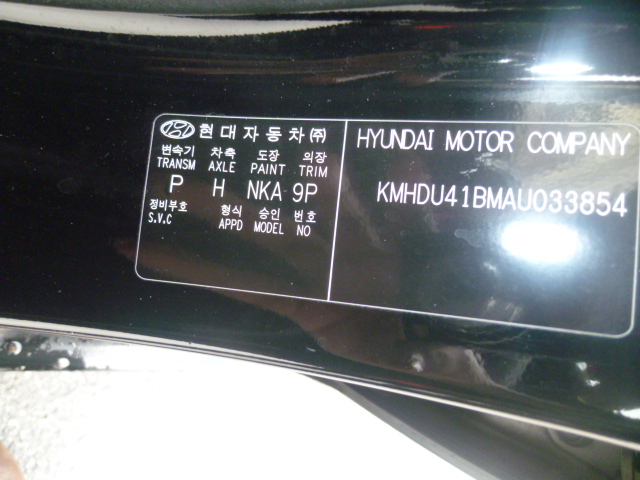 현대자동차㈜
변속기 차축 도장 외장
TRANSM AXLE PAINT TRIM
P H NKA 9P
정비부호 형식 승인 번호
S.V.C APPD MODEL NO
HYUNDAI MOTOR COMPANY
KMHDU41BMAU033854